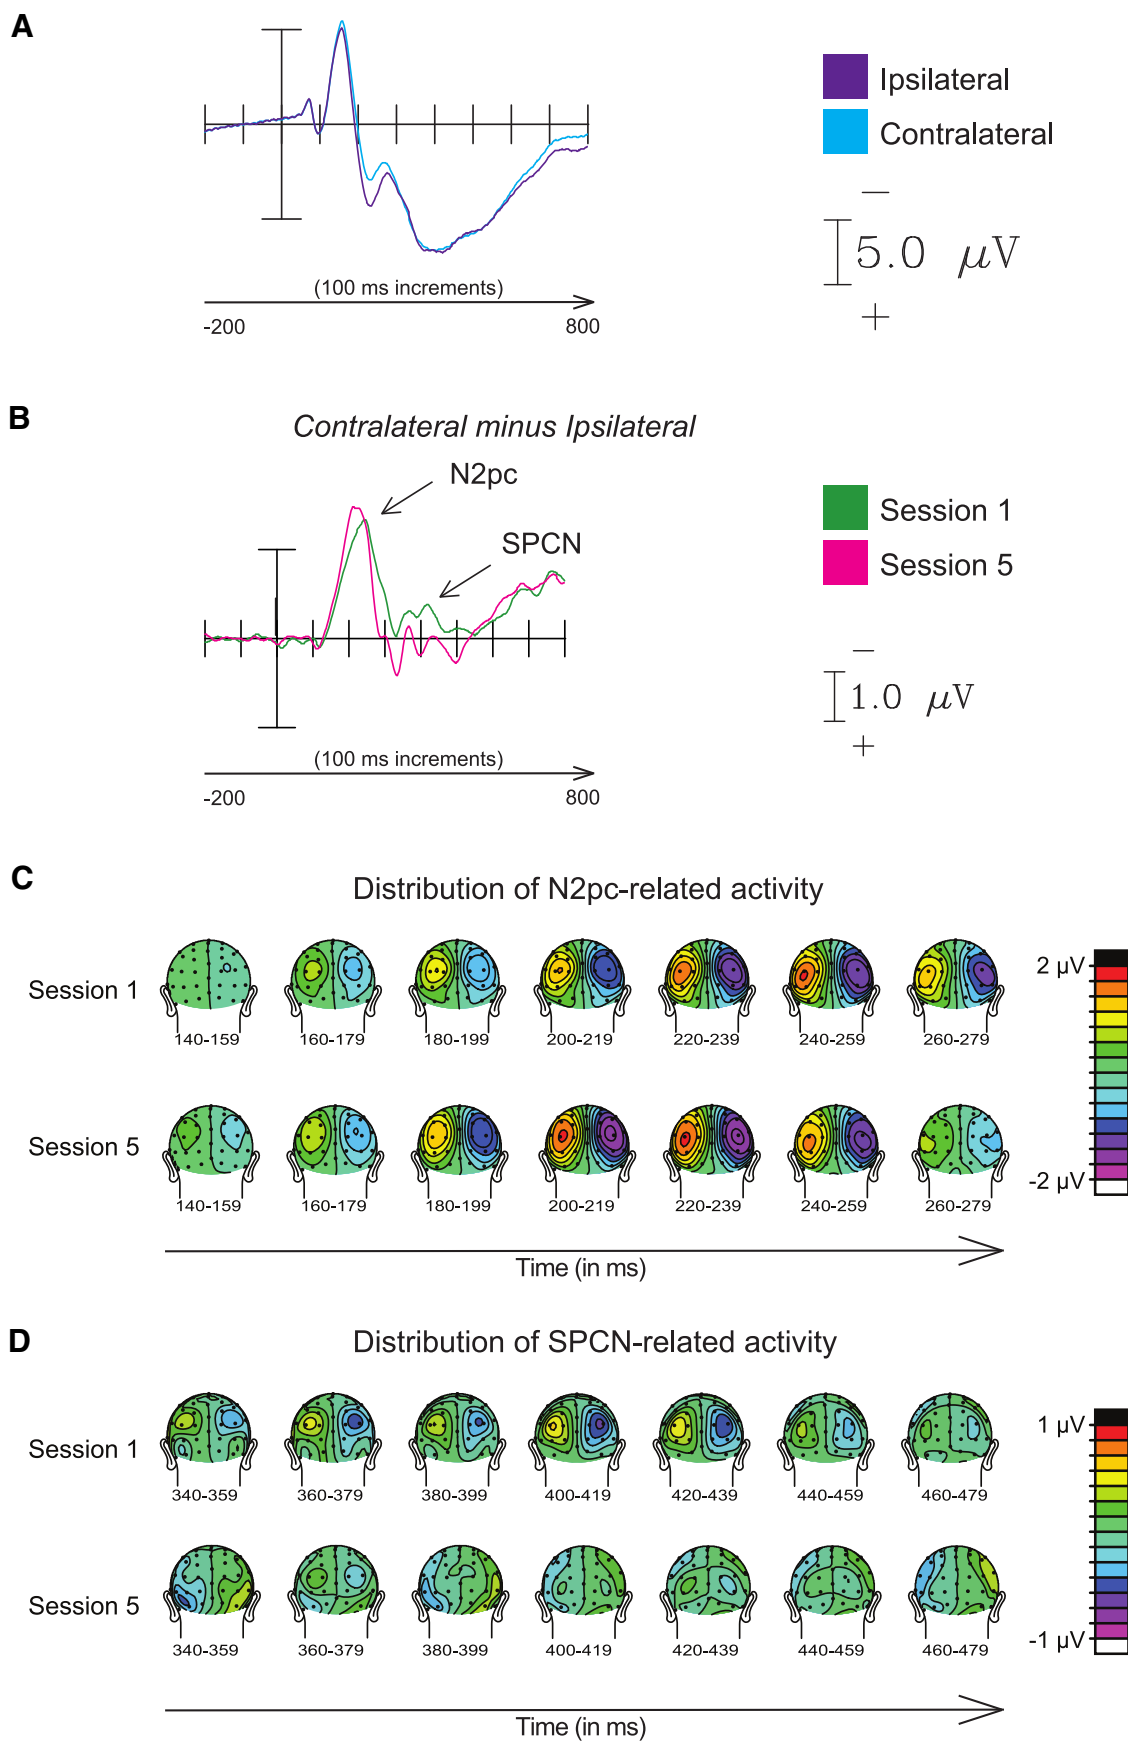 A
Ipsilateral
Contralateral
—
5.0 µV
+
(100 ms increments)
-200 800
B
Contralateral minus Ipsilateral
N2pc
SPCN
Session 1
Session 5
—
1.0 µV
+
(100 ms increments)
-200 800
C
Distribution of N2pc-related activity
Session 1
140-159 160-179 180-199 200-219 220-239 240-259 260-279
2 µV
Session 5
140-159 160-179 180-199 200-219 220-239 240-259 260-279
-2 µV
Time (in ms)
D
Distribution of SPCN-related activity
Session 1
340-359 360-379 380-399 400-419 420-439 440-459 460-479
1 µV
Session 5
340-359 360-379 380-399 400-419 420-439 440-459 460-479
-1 µV
Time (in ms)